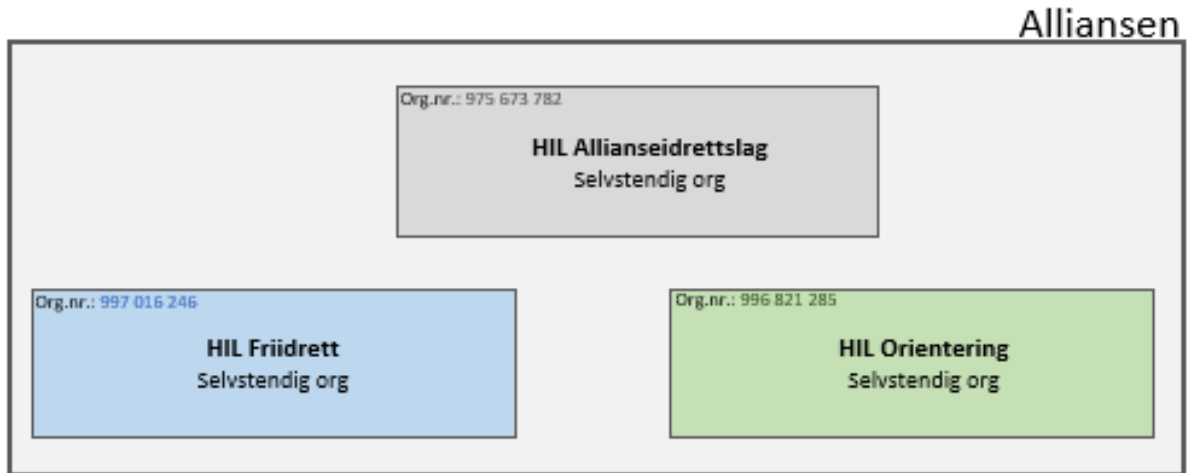 Alliansen
Org.nr.: 975 673 782
HIL Allianseidrettslag
Selvstendig org
Org.nr.: 997 016 246
HIL Friidrett
Selvstendig org
Org.nr.: 996 821 285
HIL Orientering
Selvstendig org